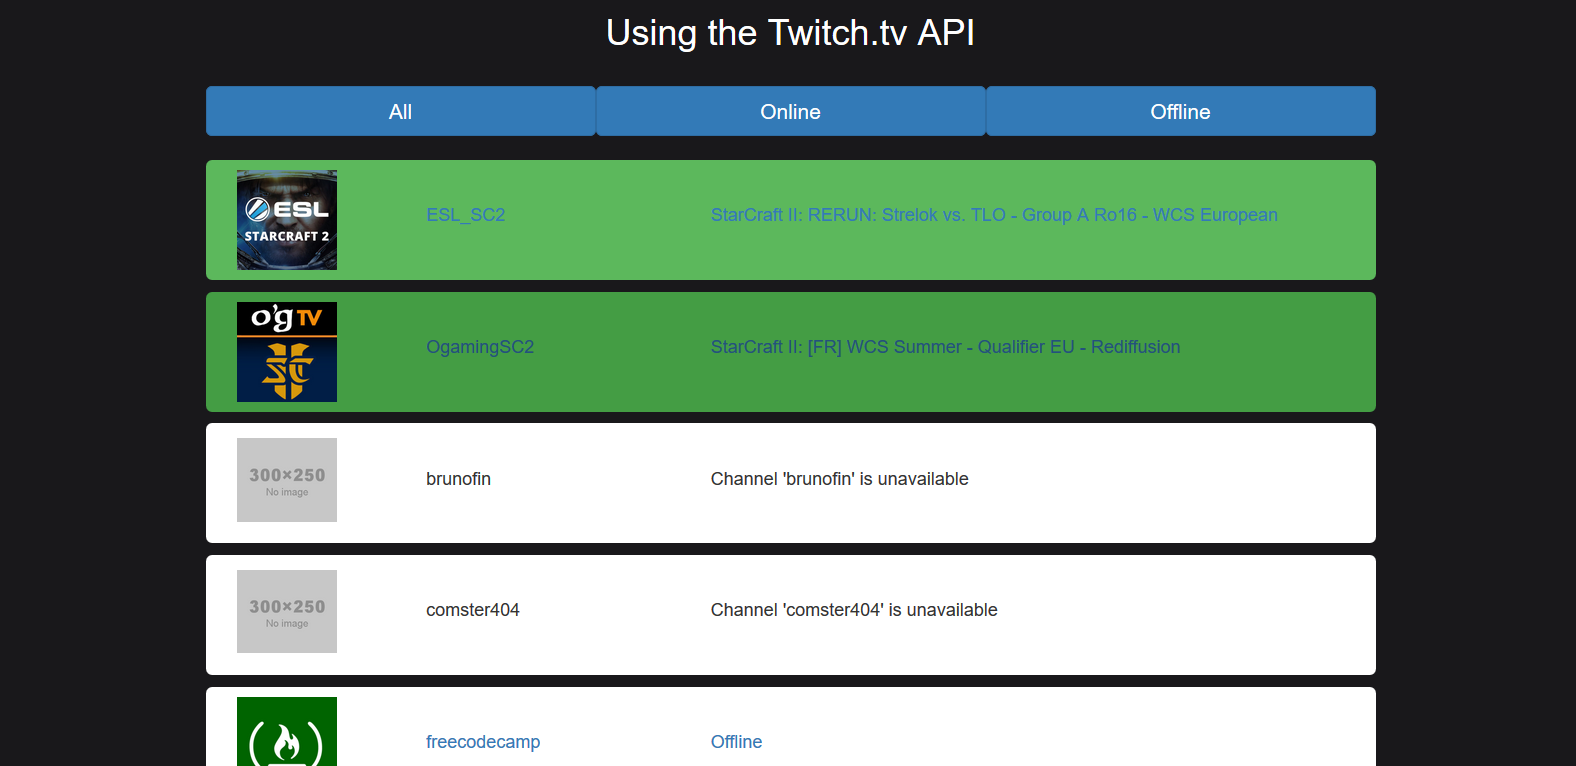 Using the Twitch.tv API
All Online Offline
ESL
STARCRAFT 2
ESL_SC2 StarCraft II: RERUN: Strelok vs. TLO - Group A Ro16 - WCS European
o'g TV
OgamingSC2 StarCraft II: [FR] WCS Summer - Qualifier EU - Rediffusion
300×250
No image
brunofin Channel 'brunofin' is unavailable
300×250
No image
comster404 Channel 'comster404' is unavailable
freecodecamp Offline